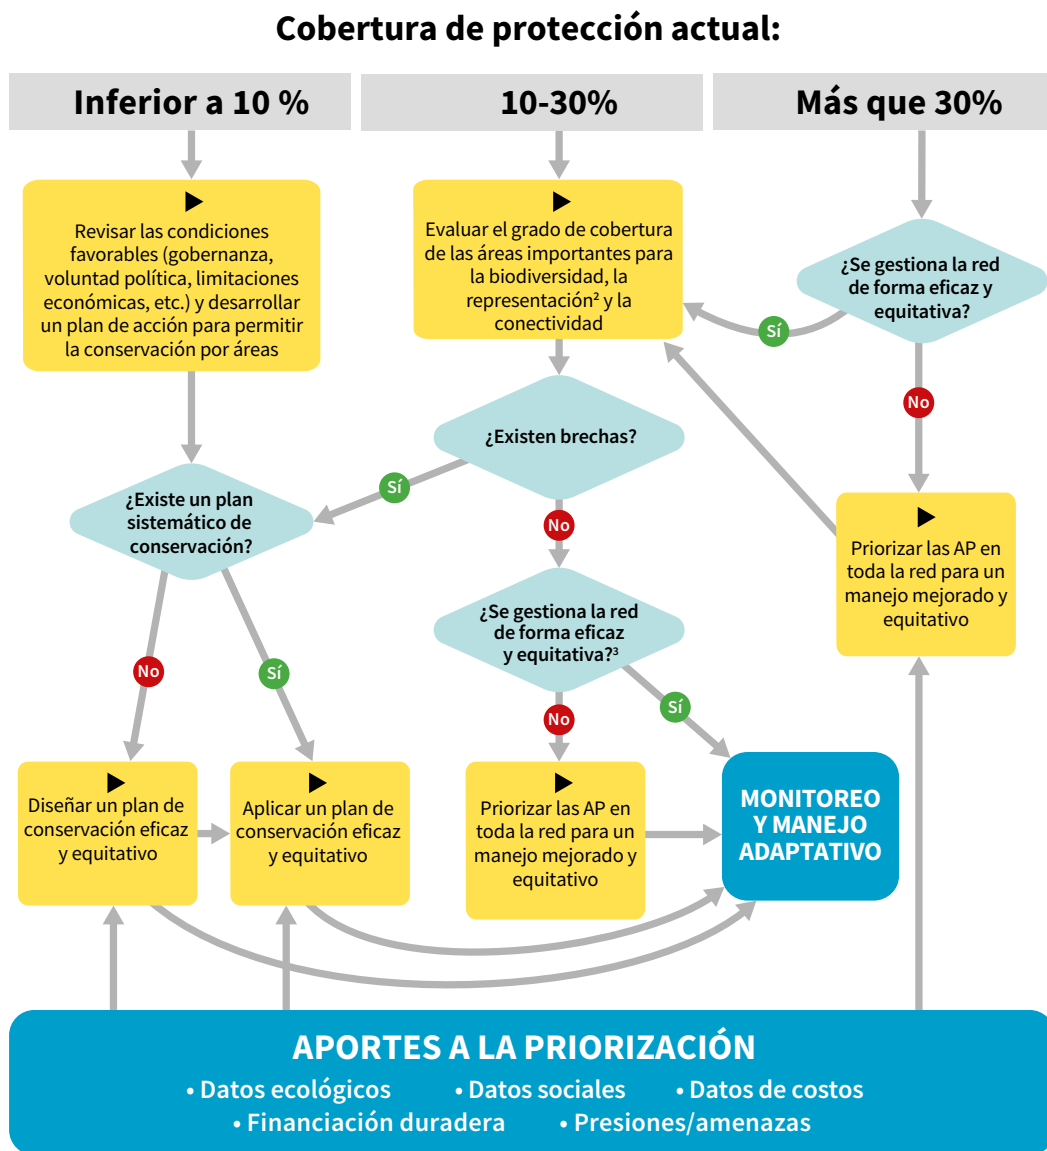 Cobertura de protección actual:
Inferior a 10 %
10-30%
Más que 30%
Revisar las condiciones
favorables (gobernanza,
voluntad política, limitaciones
económicas, etc.) y desarrollar
un plan de acción para permitir
la conservación por áreas
Evaluar el grado de cobertura
de las áreas importantes para
la biodiversidad, la
representación² y la
conectividad
¿Se gestiona la red
de forma eficaz y
equitativa?
Sí
No
¿Existen brechas?
Sí
No
¿Existe un plan
sistemático de
conservación?
No
Sí
¿Se gestiona la red
de forma eficaz
y equitativa?³
No
Sí
Priorizar las AP en
toda la red para un
manejo mejorado y
equitativo
Diseñar un plan de
conservación eficaz
y equitativo
Aplicar un plan de
conservación eficaz
y equitativo
Priorizar las AP en
toda la red para un
manejo mejorado y
equitativo
MONITOREO
Y MANEJO
ADAPTATIVO
APORTES A LA PRIORIZACIÓN
• Datos ecológicos • Datos sociales • Datos de costos
• Financiación duradera • Presiones/amenazas